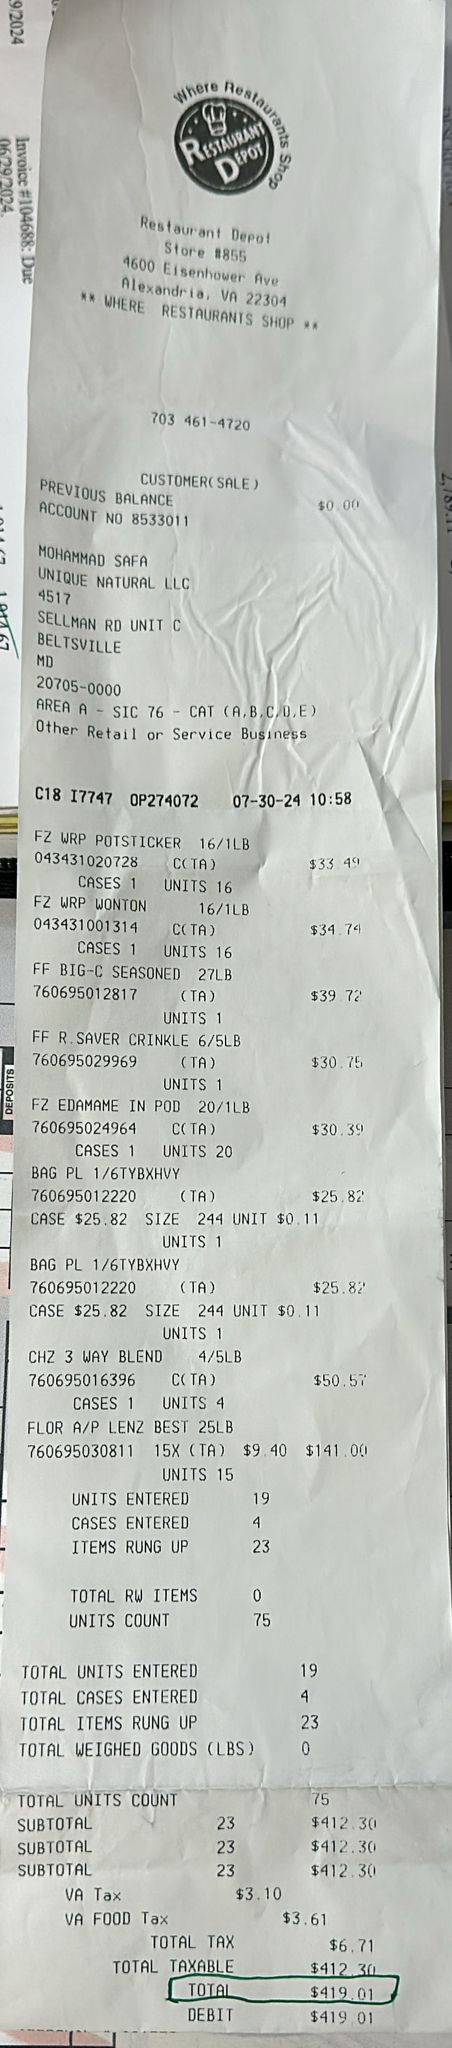 9/2024
Invoice #104688: Due
06/29/2024.
Where Restaurants Shop
RESTAURANT
DEPOT
Restaurant Depot
Store #855
4600 Eisenhower Ave
Alexandria, VA 22304
** WHERE RESTAURANTS SHOP **
703 461-4720
CUSTOMER(SALE)
PREVIOUS BALANCE $0.00
ACCOUNT NO 8533011
MOHAMMAD SAFA
UNIQUE NATURAL LLC
4517
SELLMAN RD UNIT C
BELTSVILLE
MD
20705-0000
AREA A - SIC 76 - CAT (A,B,C,D,E)
Other Retail or Service Business
C18 I7747 OP274072 07-30-24 10:58
FZ WRP POTSTICKER 16/1LB
043431020728 C(TA) $33.49
CASES 1 UNITS 16
FZ WRP WONTON 16/1LB
043431001314 C(TA) $34.74
CASES 1 UNITS 16
FF BIG-C SEASONED 27LB
760695012817 (TA) $39.72
UNITS 1
FF R.SAVER CRINKLE 6/5LB
760695029969 (TA) $30.75
UNITS 1
FZ EDAMAME IN POD 20/1LB
760695024964 C(TA) $30.39
CASES 1 UNITS 20
BAG PL 1/6TYBXHVY
760695012220 (TA) $25.82
CASE $25.82 SIZE 244 UNIT $0.11
UNITS 1
BAG PL 1/6TYBXHVY
760695012220 (TA) $25.82
CASE $25.82 SIZE 244 UNIT $0.11
UNITS 1
CHZ 3 WAY BLEND 4/5LB
760695016396 C(TA) $50.57
CASES 1 UNITS 4
FLOR A/P LENZ BEST 25LB
760695030811 15X (TA) $9.40 $141.00
UNITS 15
UNITS ENTERED 19
CASES ENTERED 4
ITEMS RUNG UP 23
TOTAL RW ITEMS 0
UNITS COUNT 75
TOTAL UNITS ENTERED 19
TOTAL CASES ENTERED 4
TOTAL ITEMS RUNG UP 23
TOTAL WEIGHED GOODS (LBS) 0
TOTAL UNITS COUNT 75
SUBTOTAL 23 $412.30
SUBTOTAL 23 $412.30
SUBTOTAL 23 $412.30
VA Tax $3.10
VA FOOD Tax $3.61
TOTAL TAX $6.71
TOTAL TAXABLE $412.30
TOTAL $419.01
DEBIT $419.01
DEPOSITS